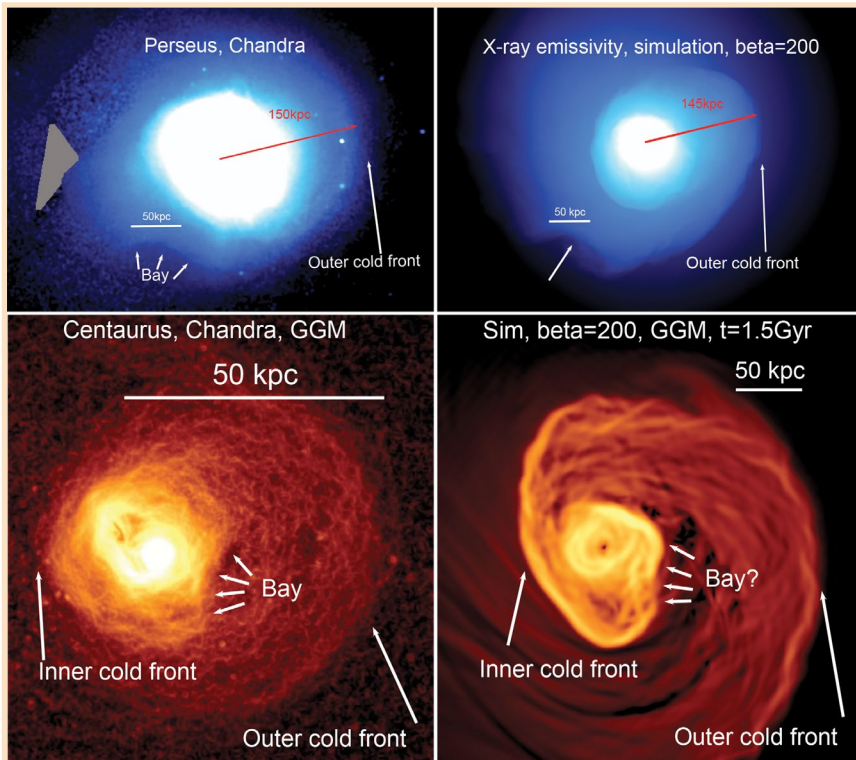 Perseus, Chandra
150kpc
50kpc
Bay
Outer cold front
X-ray emissivity, simulation, beta=200
145kpc
50 kpc
Outer cold front
Centaurus, Chandra, GGM
50 kpc
Bay
Inner cold front
Outer cold front
Sim, beta=200, GGM, t=1.5Gyr
50 kpc
Bay?
Inner cold front
Outer cold front